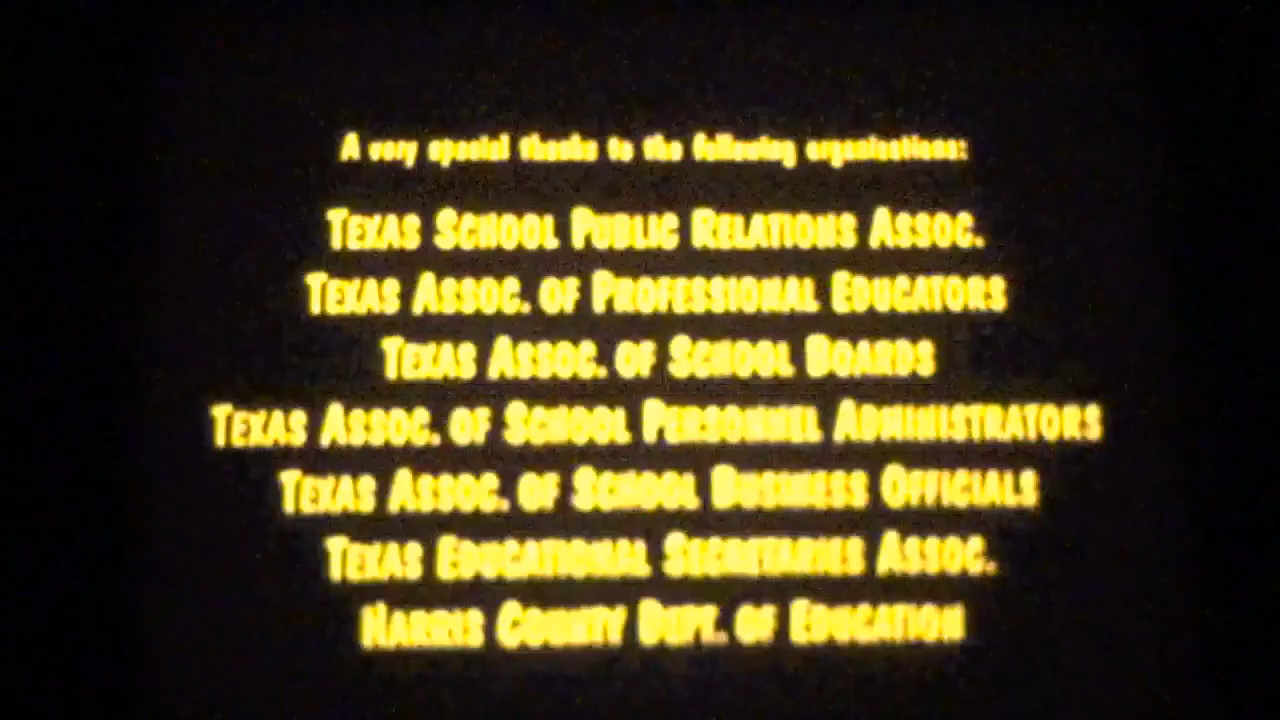 A very special thanks to the following organizations:
TEXAS SCHOOL PUBLIC RELATIONS ASSOC.
TEXAS ASSOC. OF PROFESSIONAL EDUCATORS
TEXAS ASSOC. OF SCHOOL BOARDS
TEXAS ASSOC. OF SCHOOL PERSONNEL ADMINISTRATORS
TEXAS ASSOC. OF SCHOOL BUSINESS OFFICIALS
TEXAS EDUCATIONAL SECRETARIES ASSOC.
HARRIS COUNTY DEPT. OF EDUCATION